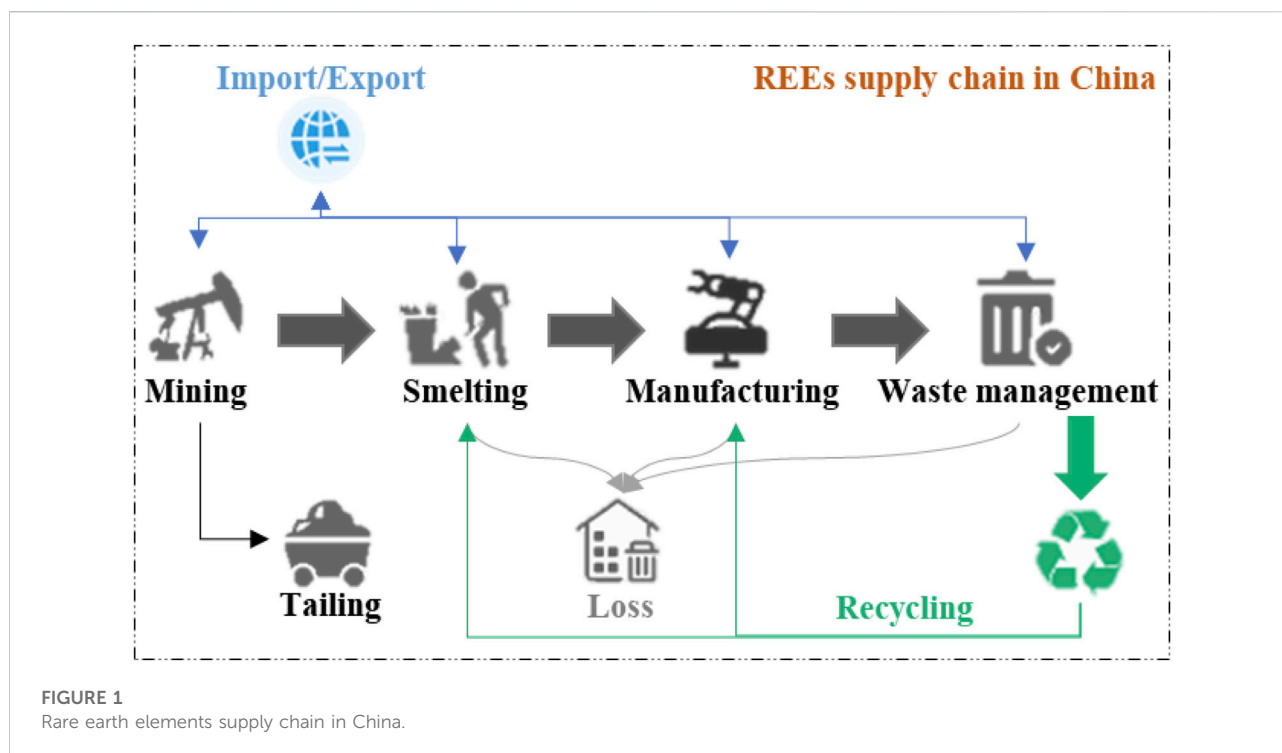 Import/Export
REEs supply chain in China
Mining
Smelting
Manufacturing
Waste management
Tailing
Loss
Recycling
FIGURE 1
Rare earth elements supply chain in China.